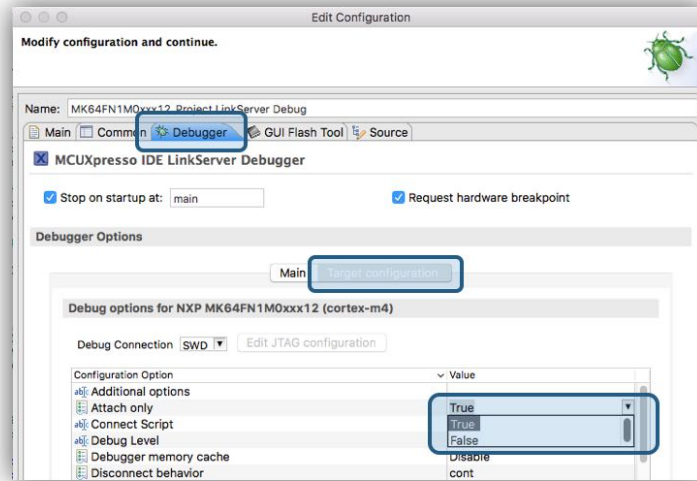 Edit Configuration
Modify configuration and continue.
Name: MK64FN1M0xxx12_Project LinkServer Debug
Main Common Debugger GUI Flash Tool Source
MCUXpresso IDE LinkServer Debugger
Stop on startup at: main Request hardware breakpoint
Debugger Options
Main Target configuration
Debug options for NXP MK64FN1M0xxx12 (cortex-m4)
Debug Connection SWD Edit JTAG configuration
Configuration Option Value
Additional options
Attach only True
Connect Script True
Debug Level False
Debugger memory cache Disable
Disconnect behavior cont